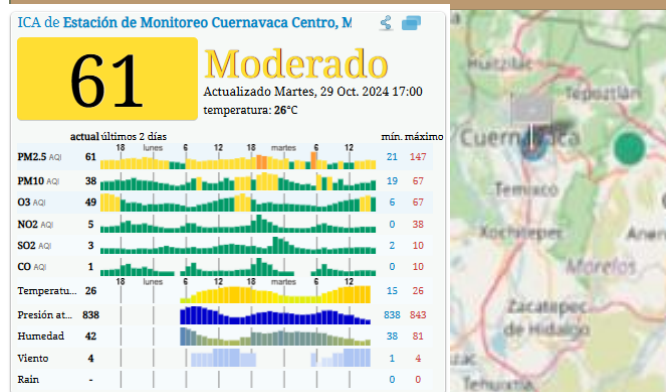 ICA de Estación de Monitoreo Cuernavaca Centro, M
61
Moderado
Actualizado Martes, 29 Oct. 2024 17:00
temperatura: 26°C
actual últimos 2 días mín. máximo
18 lunes 6 12 18 martes 6 12
PM2.5 AQI 61 21 147
PM10 AQI 38 19 67
O3 AQI 49 6 67
NO2 AQI 5 0 38
SO2 AQI 3 2 10
CO AQI 1 0 10
18 lunes 6 12 18 martes 6 12
Temperatu... 26 15 26
Presión at... 838 838 843
Humedad 42 38 81
Viento 4 1 4
Rain - 0 0
Huitzilac
Tepoztlán
Temixco
Xochitepec
Morelos
Zacatepec
de Hidalgo